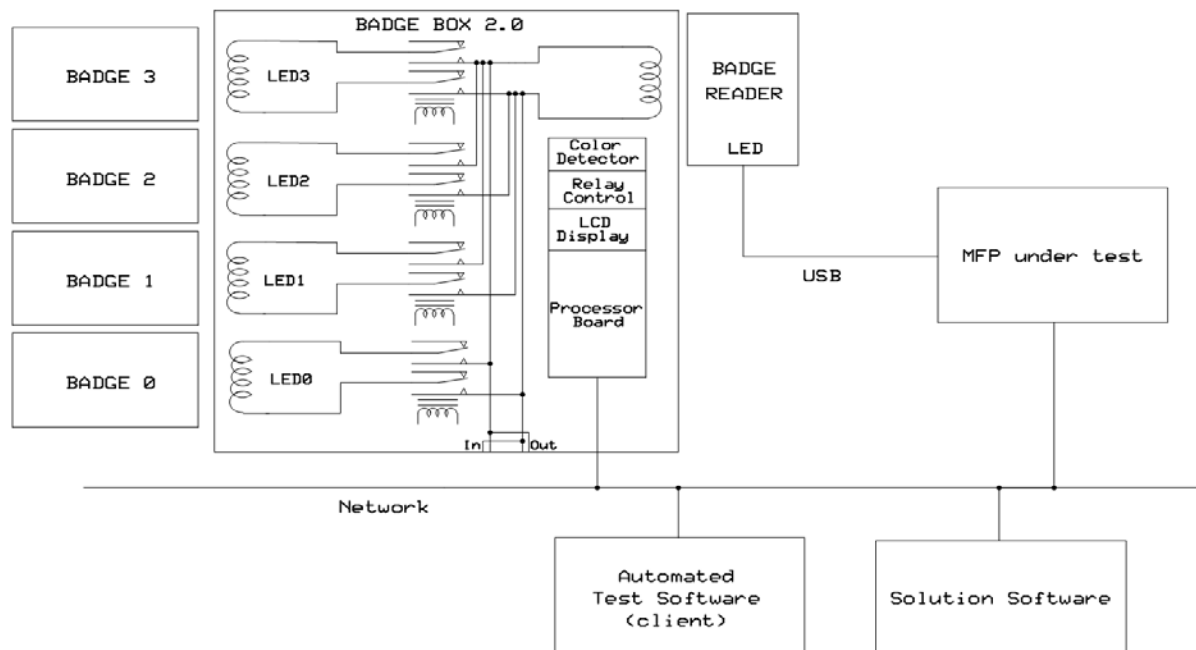 BADGE BOX 2.0
BADGE 3
LED3
BADGE
READER
LED
BADGE 2
LED2
Color
Detector
Relay
Control
LCD
Display
Processor
Board
BADGE 1
LED1
BADGE 0
LED0
In
Out
USB
MFP under test
Network
Automated
Test Software
(client)
Solution Software